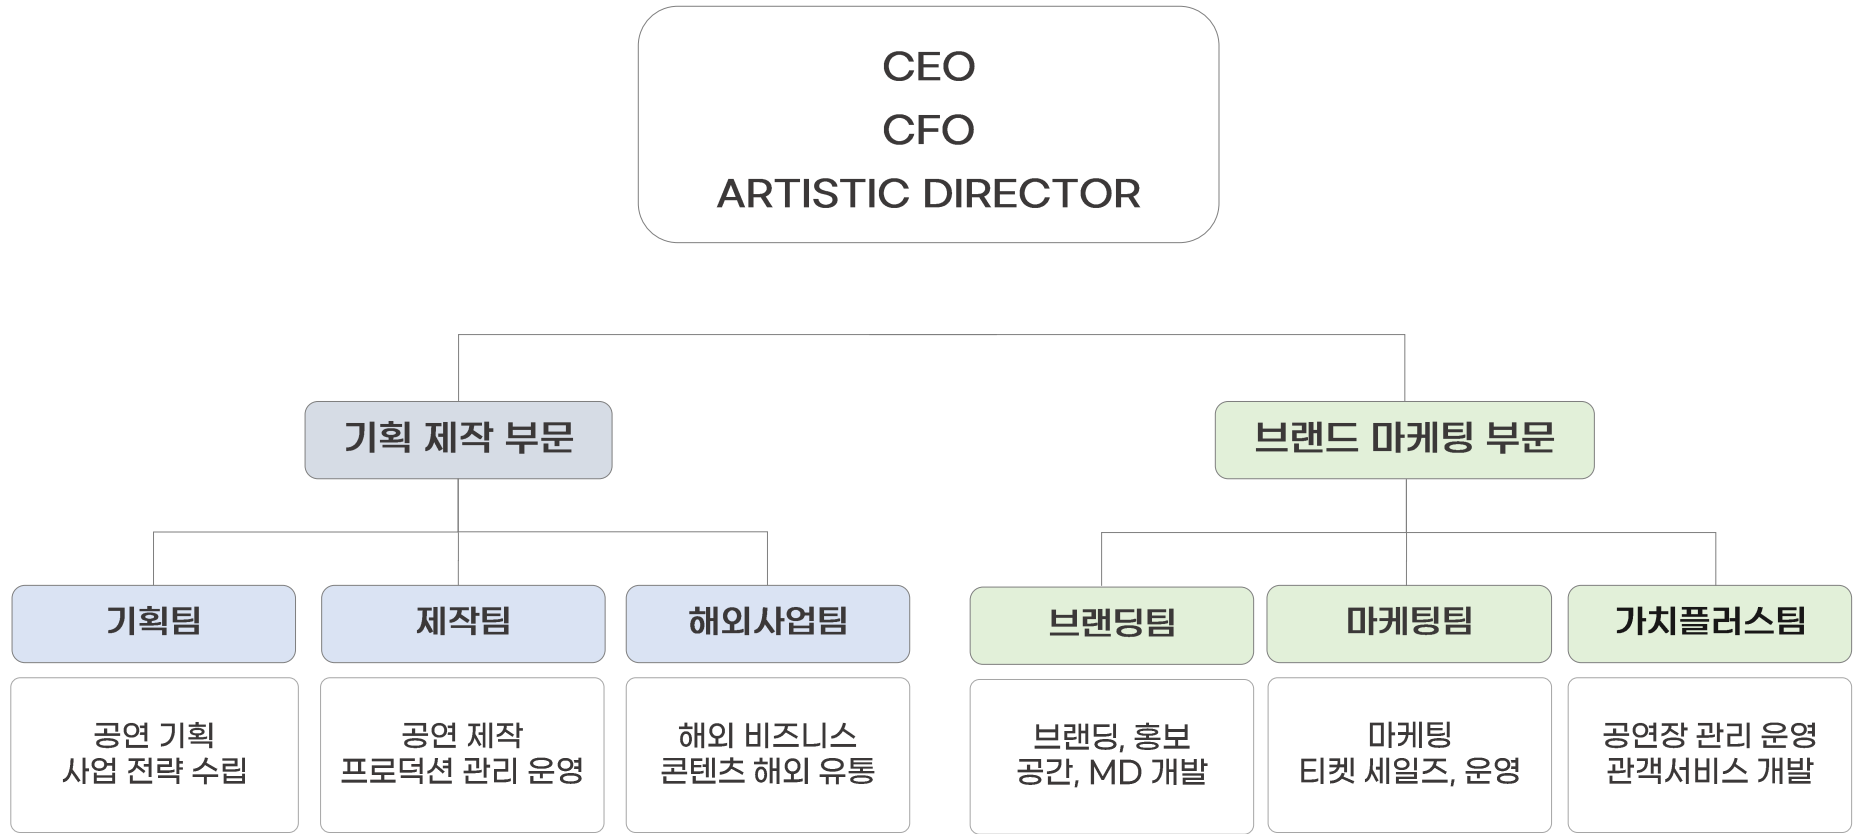 CEO
CFO
ARTISTIC DIRECTOR
기획 제작 부문
브랜드 마케팅 부문
기획팀
제작팀
해외사업팀
브랜딩팀
마케팅팀
가치플러스팀
공연 기획
사업 전략 수립
공연 제작
프로덕션 관리 운영
해외 비즈니스
콘텐츠 해외 유통
브랜딩, 홍보
공간, MD 개발
마케팅
티켓 세일즈, 운영
공연장 관리 운영
관객서비스 개발